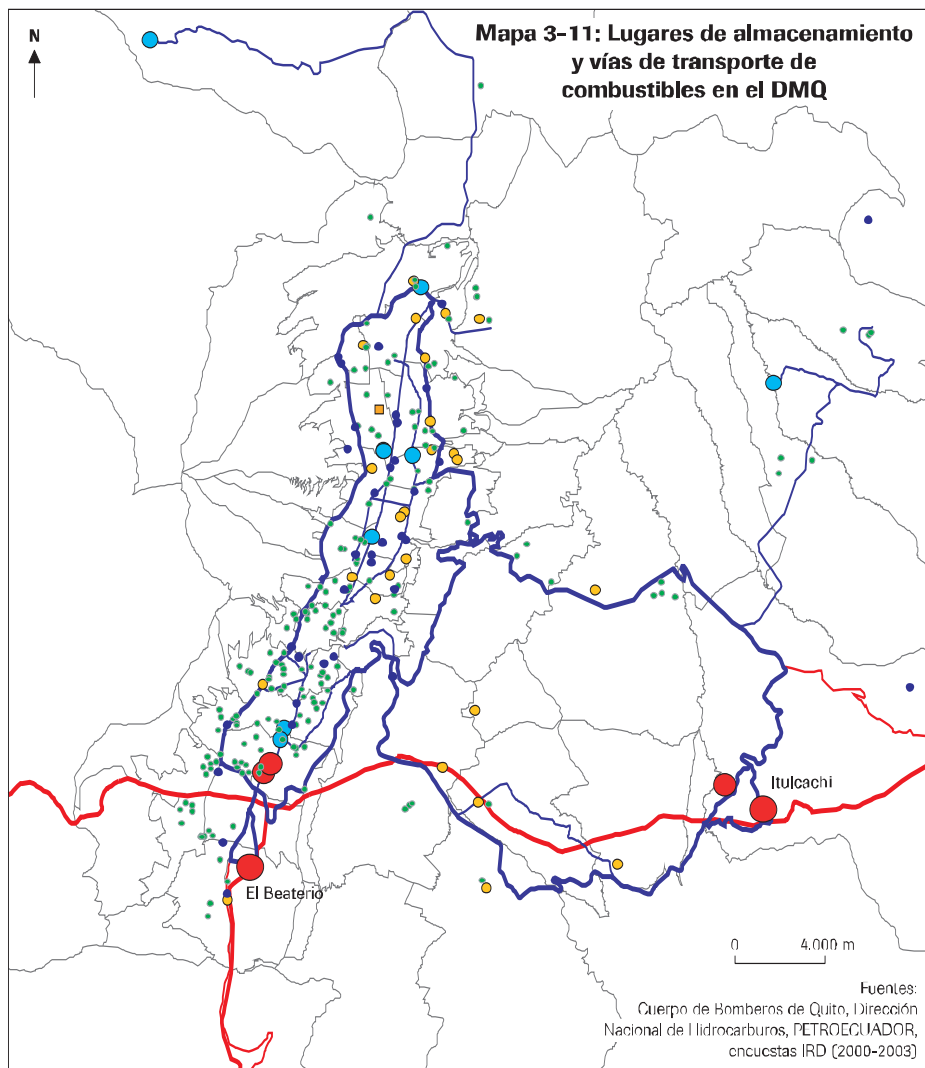 Mapa 3-11: Lugares de almacenamiento
y vías de transporte de
combustibles en el DMQ
N
Itulcachi
El Beaterio
0 4.000 m
Fuentes:
Cuerpo de Bomberos de Quito, Dirección
Nacional de Hidrocarburos, PETROECUADOR,
encuestas IRD (2000-2003)